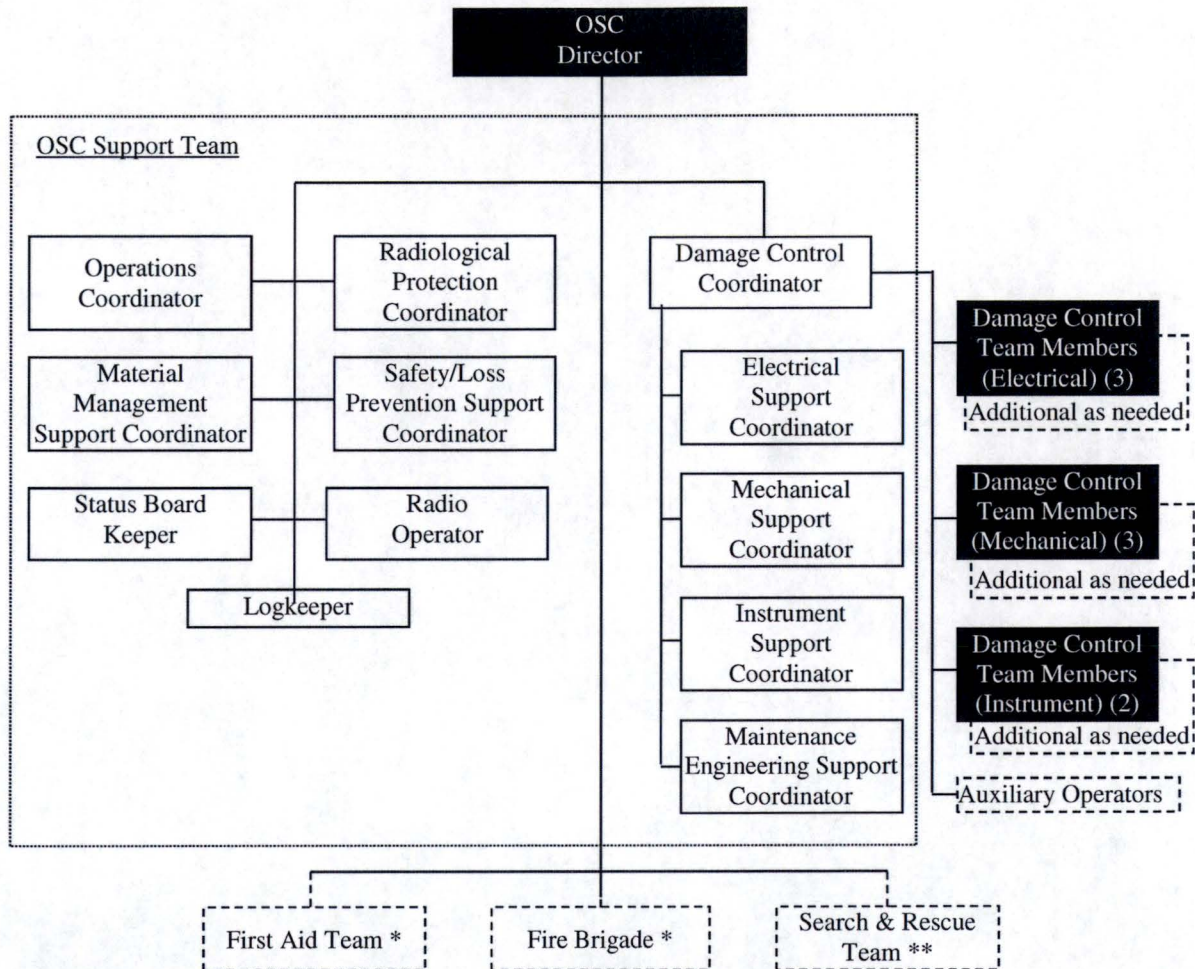 OSC
Director
OSC Support Team
Operations
Coordinator
Radiological
Protection
Coordinator
Material
Management
Support Coordinator
Safety/Loss
Prevention Support
Coordinator
Status Board
Keeper
Radio
Operator
Logkeeper
Damage Control
Coordinator
Electrical
Support
Coordinator
Mechanical
Support
Coordinator
Instrument
Support
Coordinator
Maintenance
Engineering Support
Coordinator
Damage Control
Team Members
(Electrical) (3)
Additional as needed
Damage Control
Team Members
(Mechanical) (3)
Additional as needed
Damage Control
Team Members
(Instrument) (2)
Additional as needed
Auxiliary Operators
First Aid Team *
Fire Brigade *
Search & Rescue
Team **